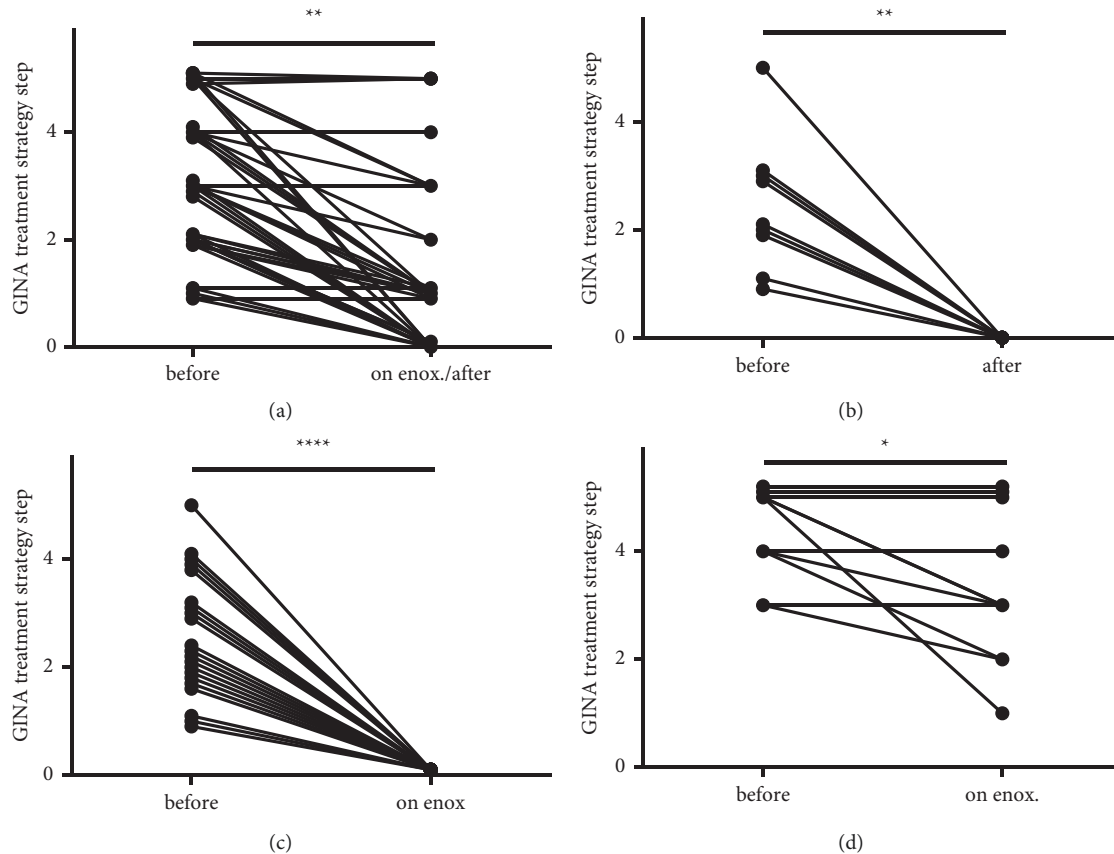 **
GINA treatment strategy step
4
2
0
before
on enox./after
(a)
**
GINA treatment strategy step
4
2
0
before
after
(b)
****
GINA treatment strategy step
4
2
0
before
on enox
(c)
*
GINA treatment strategy step
4
2
0
before
on enox.
(d)